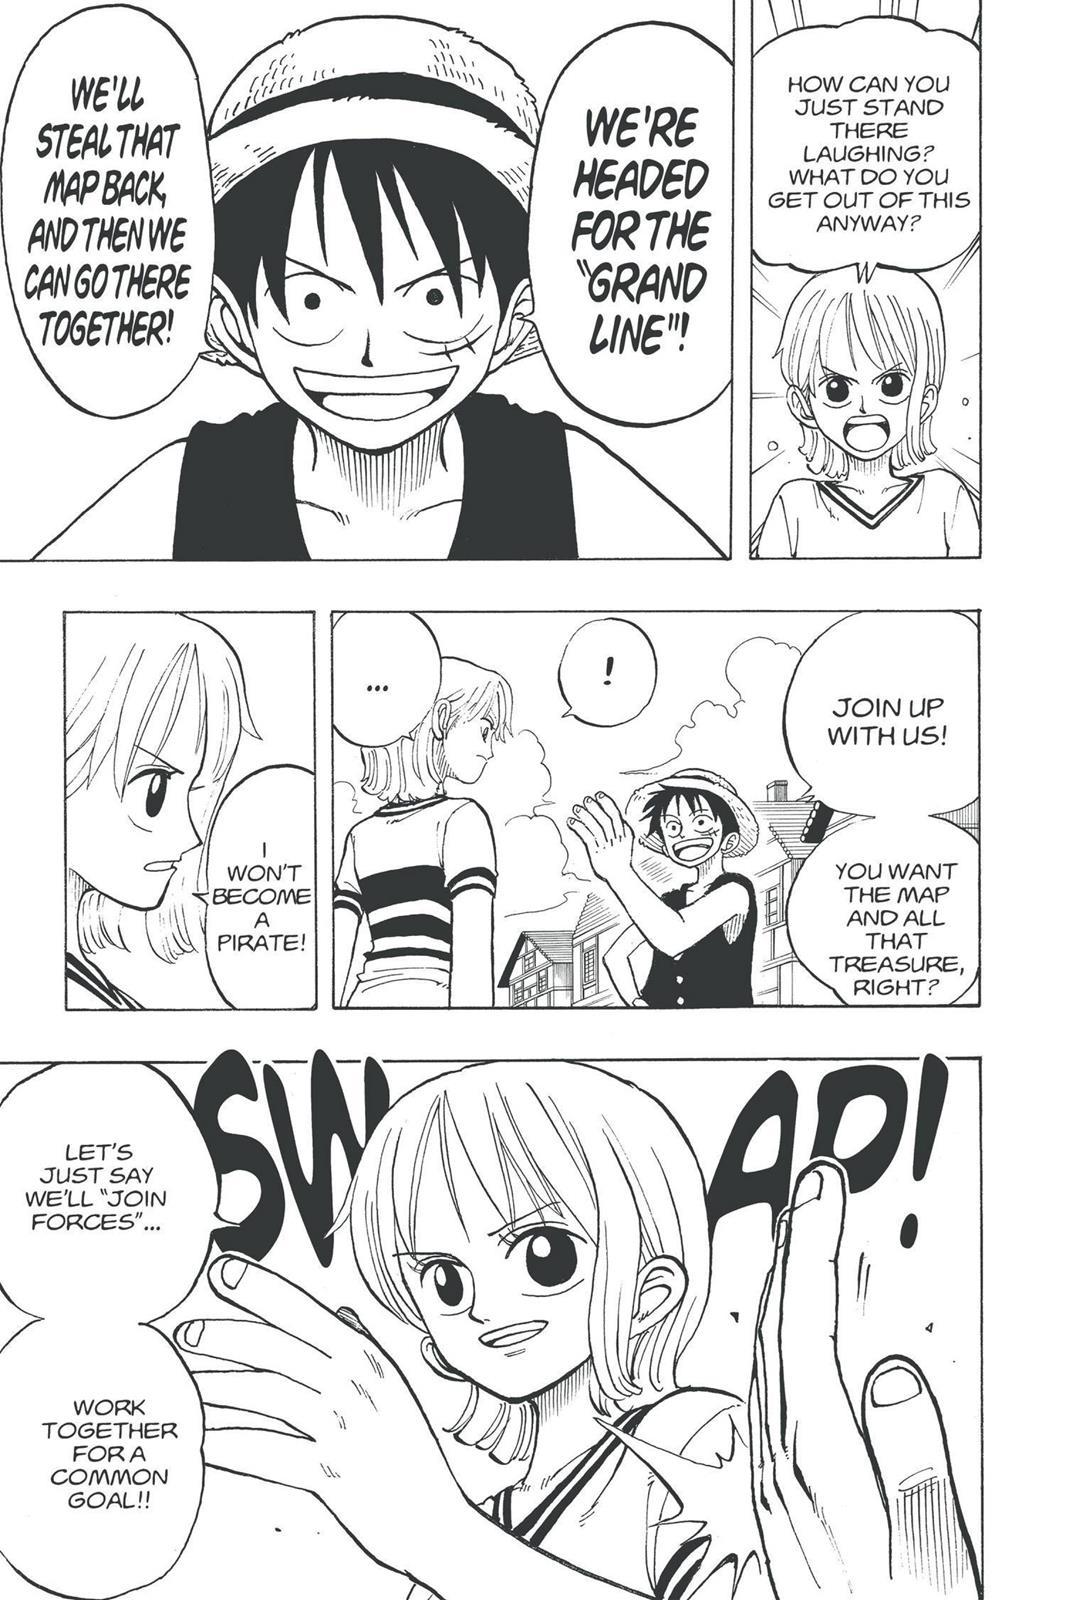 HOW CAN YOU
JUST STAND
THERE
LAUGHING?
WHAT DO YOU
GET OUT OF THIS
ANYWAY?
WE'RE
HEADED
FOR THE
"GRAND
LINE"!
WE'LL
STEAL THAT
MAP BACK,
AND THEN WE
CAN GO THERE
TOGETHER!
JOIN UP
WITH US!
YOU WANT
THE MAP
AND ALL
THAT
TREASURE,
RIGHT?
!
...
I
WON'T
BECOME
A
PIRATE!
SWAP!
LET'S
JUST SAY
WE'LL "JOIN
FORCES"...
WORK
TOGETHER
FOR A
COMMON
GOAL!!